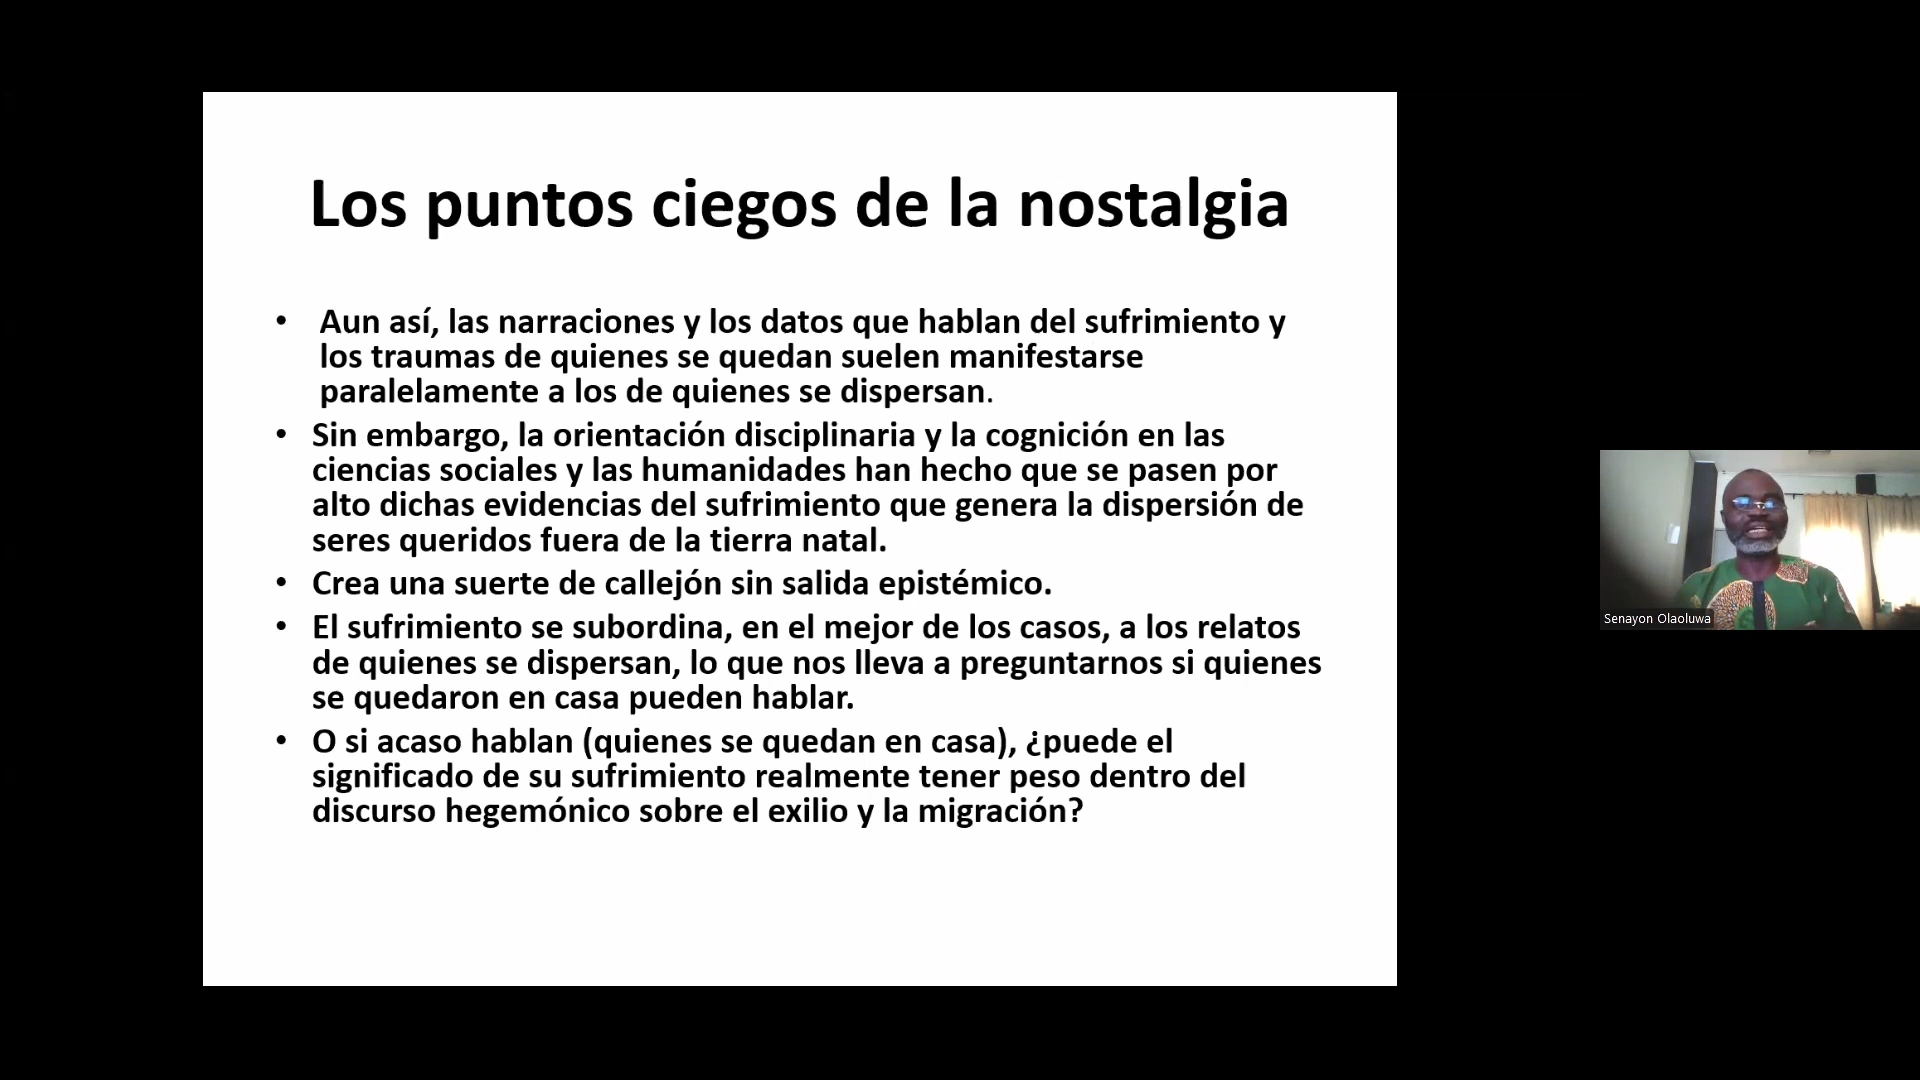 Los puntos ciegos de la nostalgia
• Aun así, las narraciones y los datos que hablan del sufrimiento y
los traumas de quienes se quedan suelen manifestarse
paralelamente a los de quienes se dispersan.
• Sin embargo, la orientación disciplinaria y la cognición en las
ciencias sociales y las humanidades han hecho que se pasen por
alto dichas evidencias del sufrimiento que genera la dispersión de
seres queridos fuera de la tierra natal.
• Crea una suerte de callejón sin salida epistémico.
• El sufrimiento se subordina, en el mejor de los casos, a los relatos
de quienes se dispersan, lo que nos lleva a preguntarnos si quienes
se quedaron en casa pueden hablar.
• O si acaso hablan (quienes se quedan en casa), ¿puede el
significado de su sufrimiento realmente tener peso dentro del
discurso hegemónico sobre el exilio y la migración?
Senayon Olaoluwa